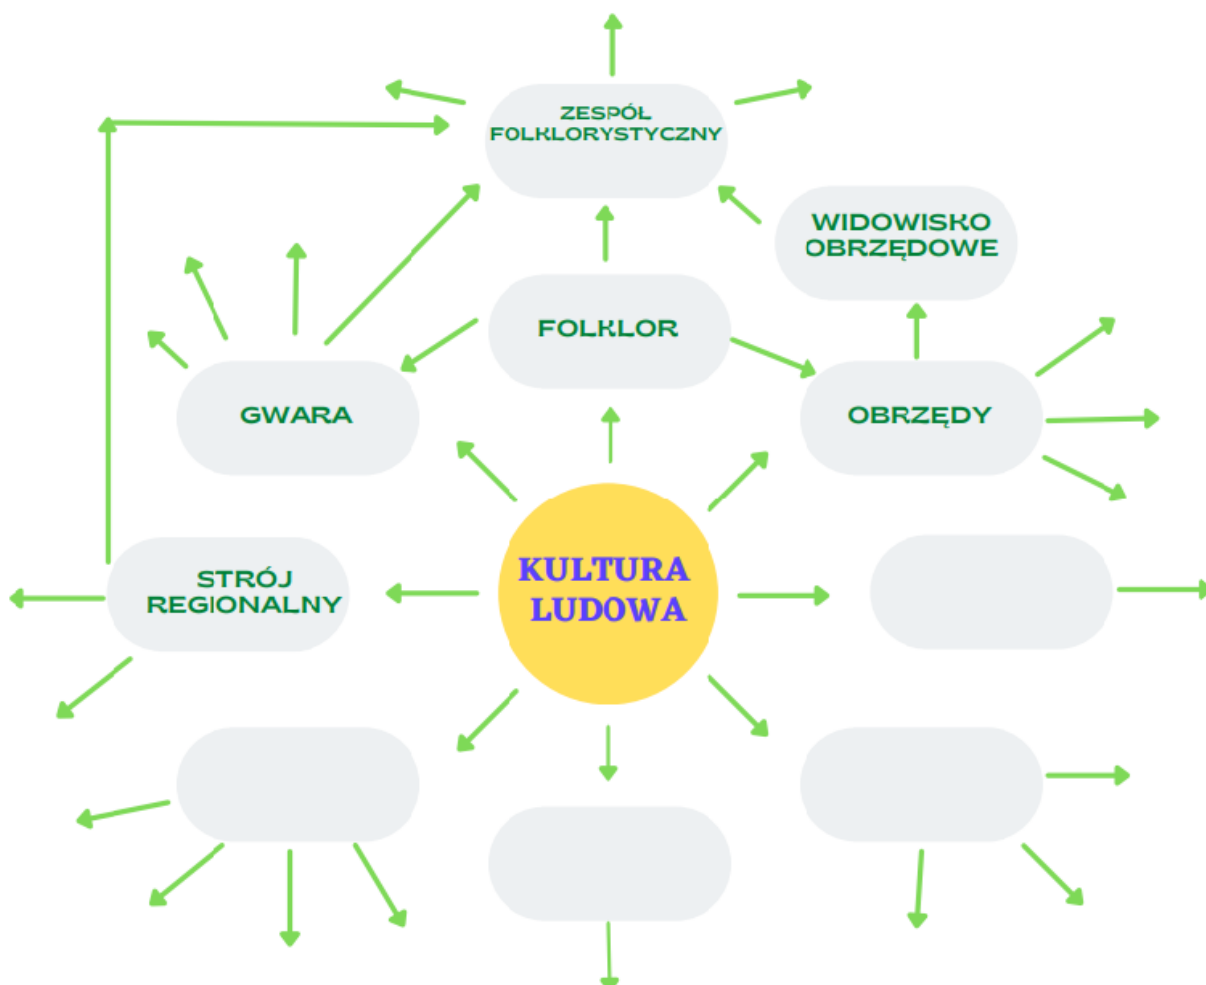 ZESPÓŁ
FOLKLORYSTYCZNY
WIDOWISKO
OBRZĘDOWE
FOLKLOR
GWARA
OBRZĘDY
KULTURA
LUDOWA
STRÓJ
REGIONALNY